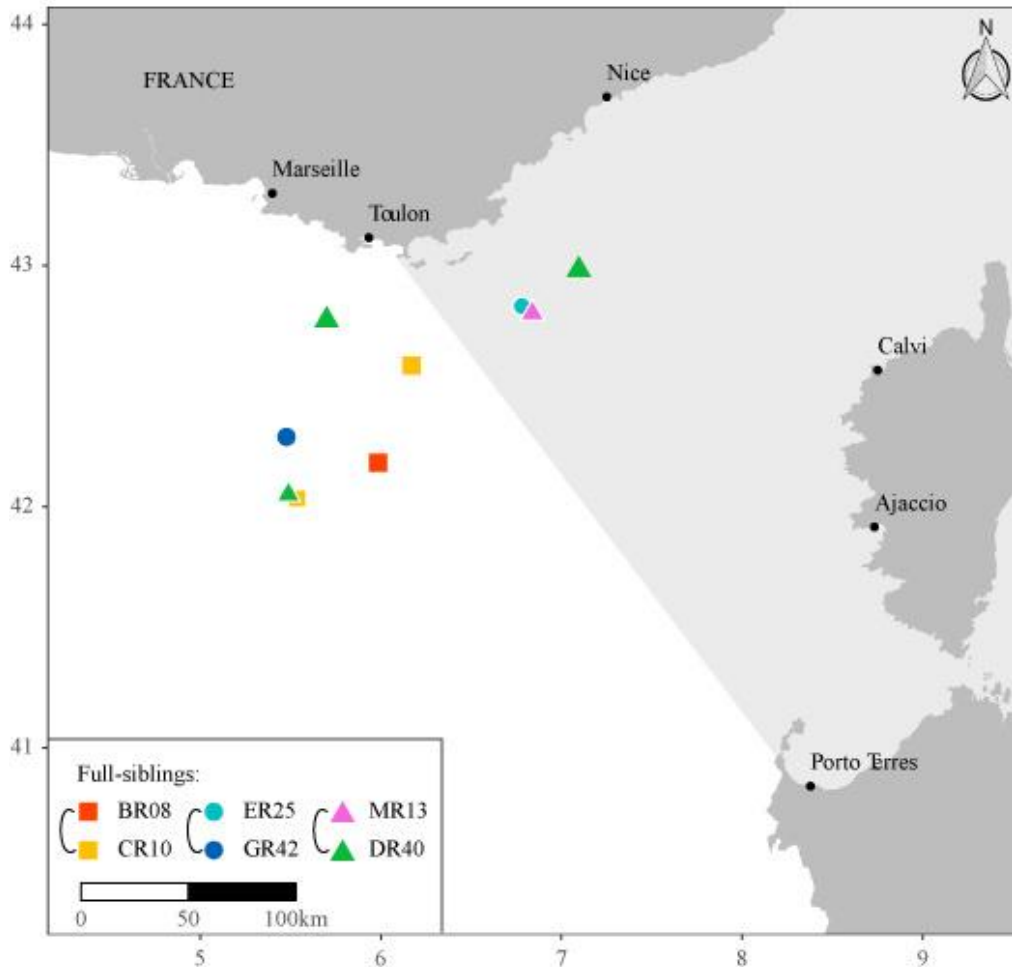 44
N
Nice
FRANCE
Marseille
Toulon
43
Calvi
42
Ajaccio
41
Porto Terres
Full-siblings:
BR08 ER25 MR13
CR10 GR42 DR40
0 50 100km
5 6 7 8 9